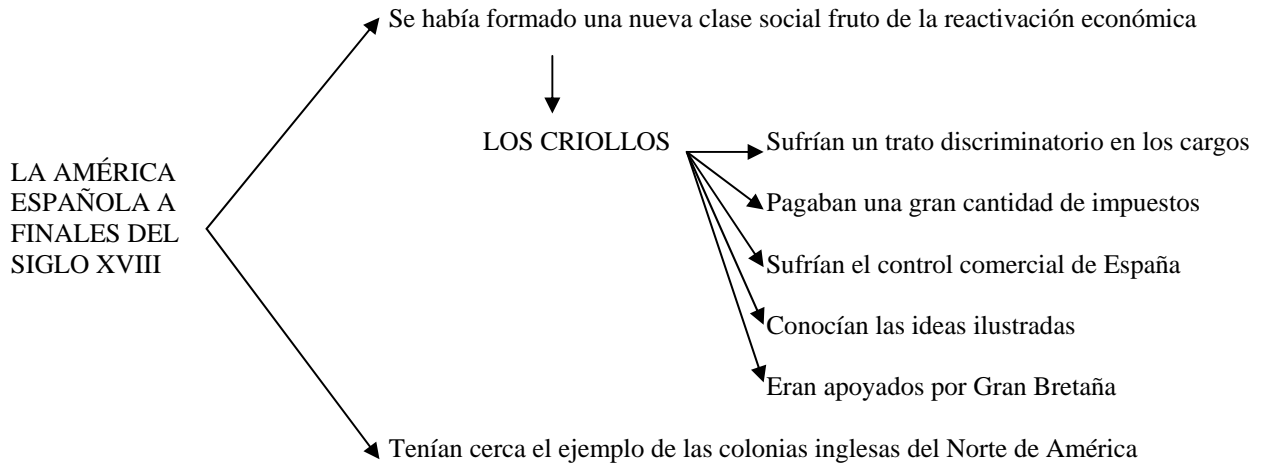 Se había formado una nueva clase social fruto de la reactivación económica
LA AMÉRICA
ESPAÑOLA A
FINALES DEL
SIGLO XVIII
LOS CRIOLLOS
Sufrían un trato discriminatorio en los cargos
Pagaban una gran cantidad de impuestos
Sufrían el control comercial de España
Conocían las ideas ilustradas
Eran apoyados por Gran Bretaña
Tenían cerca el ejemplo de las colonias inglesas del Norte de América